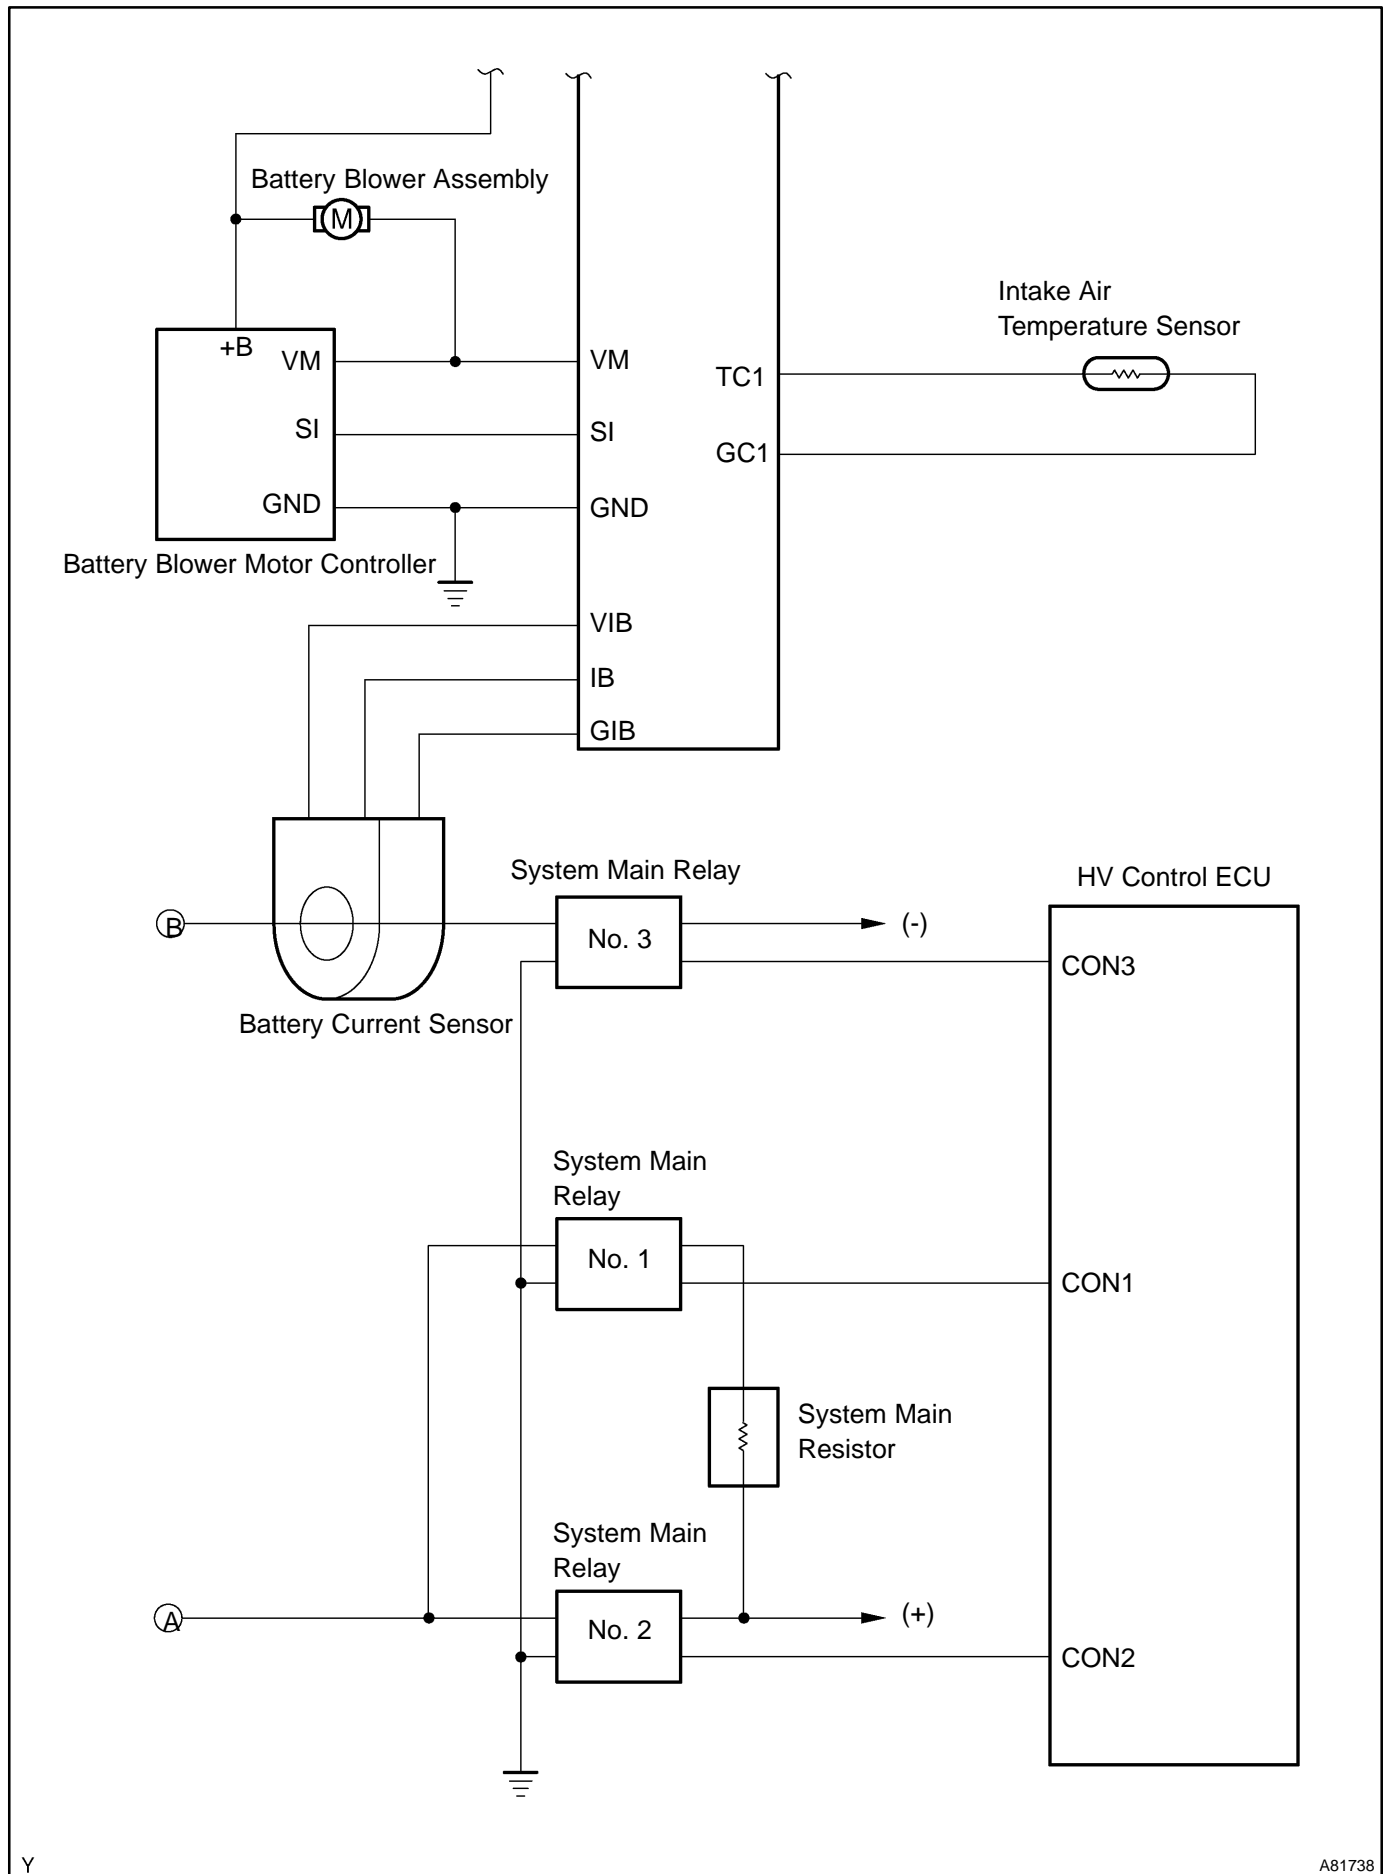 Battery Blower Assembly
M
Intake Air
Temperature Sensor
+B
VM
VM
TC1
SI
SI
GC1
GND
GND
Battery Blower Motor Controller
VIB
IB
GIB
System Main Relay
HV Control ECU
B
No. 3
(-)
CON3
Battery Current Sensor
System Main
Relay
No. 1
CON1
System Main
Resistor
System Main
Relay
A
No. 2
(+)
CON2
Y
A81738